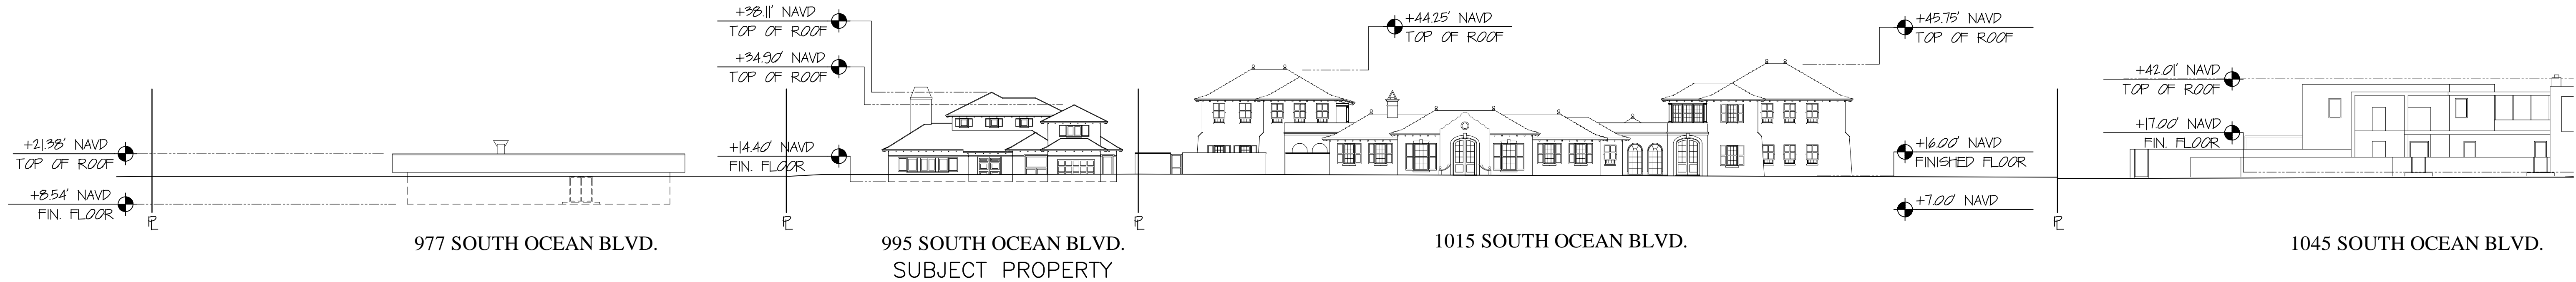 +21.38' NAVD
TOP OF ROOF
+8.54' NAVD
FIN. FLOOR
PL
977 SOUTH OCEAN BLVD.
+38.11' NAVD
TOP OF ROOF
+34.90' NAVD
TOP OF ROOF
+14.40' NAVD
FIN. FLOOR
PL
995 SOUTH OCEAN BLVD.
SUBJECT PROPERTY
PL
+44.25' NAVD
TOP OF ROOF
+45.75' NAVD
TOP OF ROOF
+16.00' NAVD
FINISHED FLOOR
+7.00' NAVD
1015 SOUTH OCEAN BLVD.
PL
+42.01' NAVD
TOP OF ROOF
+17.00' NAVD
FIN. FLOOR
1045 SOUTH OCEAN BLVD.